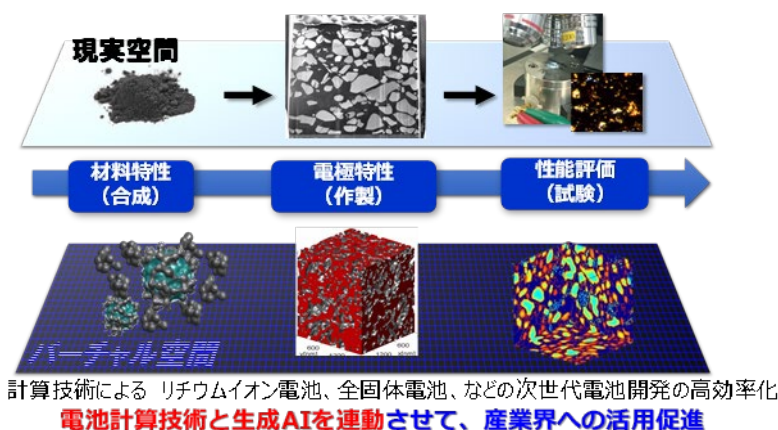 現実空間
材料特性
（合成）
電極特性
（作製）
性能評価
（試験）
バーチャル空間
600
1200
600
計算技術による リチウムイオン電池、全固体電池、などの次世代電池開発の高効率化
電池計算技術と生成AIを連動させて、産業界への活用促進